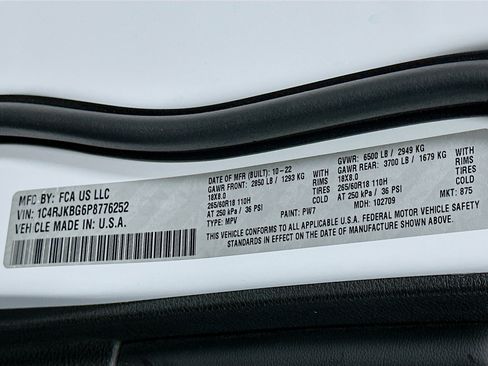 MFD BY: FCA US LLC
VIN: 1C4RJKBG6P8776252
VEHICLE MADE IN: U.S.A.
DATE OF MFR (BUILT): 10-22
GAWR FRONT: 2850 LB / 1293 KG WITH
18X8.0 RIMS
265/60R18 110H TIRES
AT 250 kPa / 36 PSI COLD
TYPE: MPV PAINT: PW7
GVWR: 6500 LB / 2949 KG
GAWR REAR: 3700 LB / 1679 KG WITH
18X8.0 RIMS
265/60R18 110H TIRES
AT 250 kPa / 36 PSI COLD
MDH: 102709 MKT: 875
THIS VEHICLE CONFORMS TO ALL APPLICABLE U.S.A. FEDERAL MOTOR VEHICLE SAFETY
STANDARDS IN EFFECT ON THE DATE OF MANUFACTURE SHOWN ABOVE.